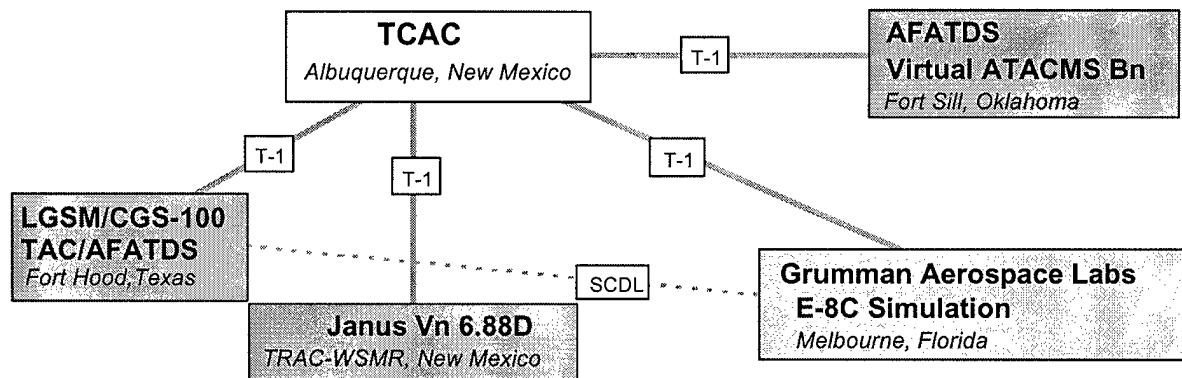 TCAC
Albuquerque, New Mexico
T-1
AFATDS
Virtual ATACMS Bn
Fort Sill, Oklahoma
T-1
T-1
T-1
LGSM/CGS-100
TAC/AFATDS
Fort Hood,Texas
SCDL
Grumman Aerospace Labs
E-8C Simulation
Melbourne, Florida
Janus Vn 6.88D
TRAC-WSMR, New Mexico